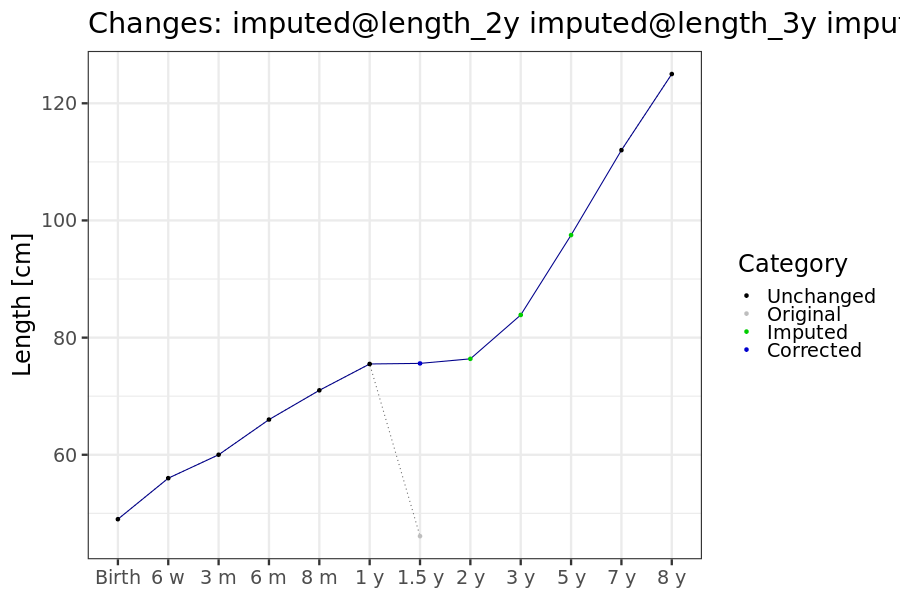 Changes: imputed@length_2y imputed@length_3y imput
Length [cm]
120
100
80
60
Birth 6 w 3 m 6 m 8 m 1 y 1.5 y 2 y 3 y 5 y 7 y 8 y
Category
Unchanged
Original
Imputed
Corrected